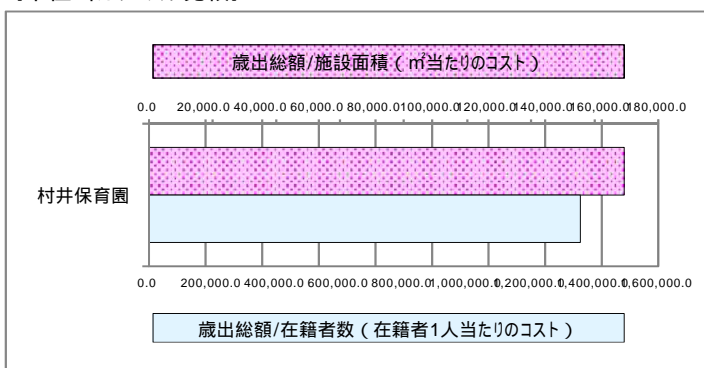 歳出総額/施設面積（㎡当たりのコスト）
0.0 20,000.0 40,000.0 60,000.0 80,000.0 100,000.0 120,000.0 140,000.0 160,000.0 180,000.0
村井保育園
0.0 200,000.0 400,000.0 600,000.0 800,000.0 1,000,000.0 1,200,000.0 1,400,000.0 1,600,000.0
歳出総額/在籍者数（在籍者1人当たりのコスト）